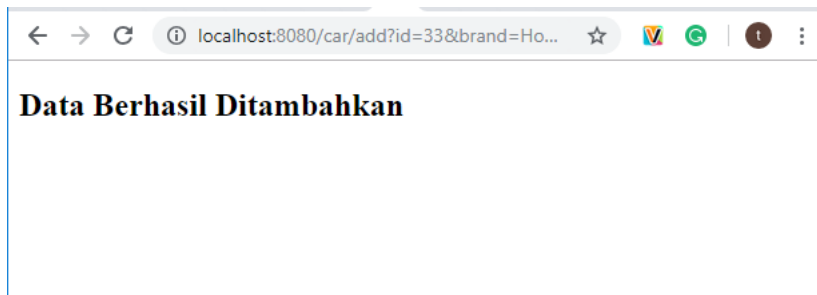 localhost:8080/car/add?id=33&brand=Ho...
t
Data Berhasil Ditambahkan